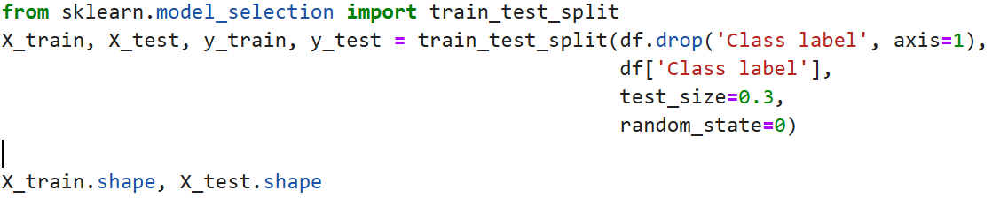 from sklearn.model_selection import train_test_split
X_train, X_test, y_train, y_test = train_test_split(df.drop('Class label', axis=1),
df['Class label'],
test_size=0.3,
random_state=0)
X_train.shape, X_test.shape